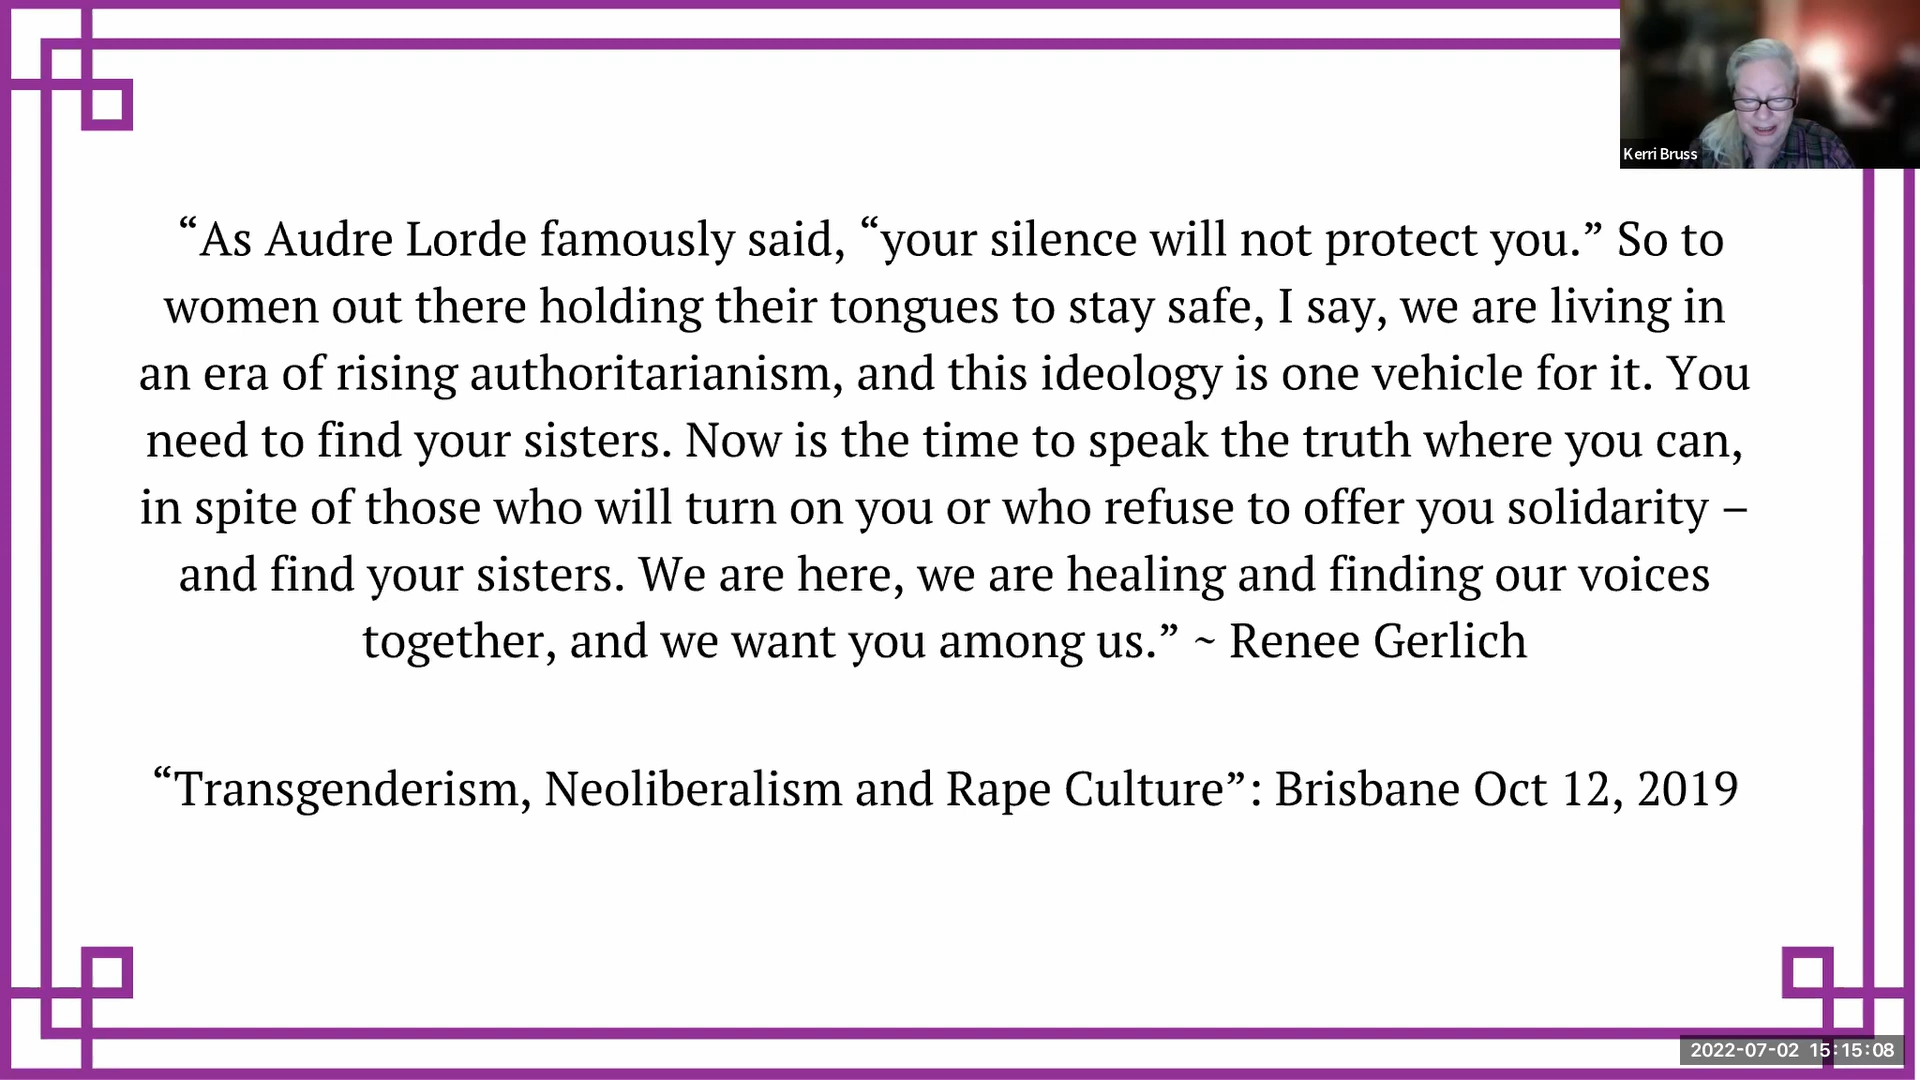 Kerri Bruss
“As Audre Lorde famously said, “your silence will not protect you.” So to
women out there holding their tongues to stay safe, I say, we are living in
an era of rising authoritarianism, and this ideology is one vehicle for it. You
need to find your sisters. Now is the time to speak the truth where you can,
in spite of those who will turn on you or who refuse to offer you solidarity –
and find your sisters. We are here, we are healing and finding our voices
together, and we want you among us.” ~ Renee Gerlich
“Transgenderism, Neoliberalism and Rape Culture”: Brisbane Oct 12, 2019
2022-07-02 15:15:08